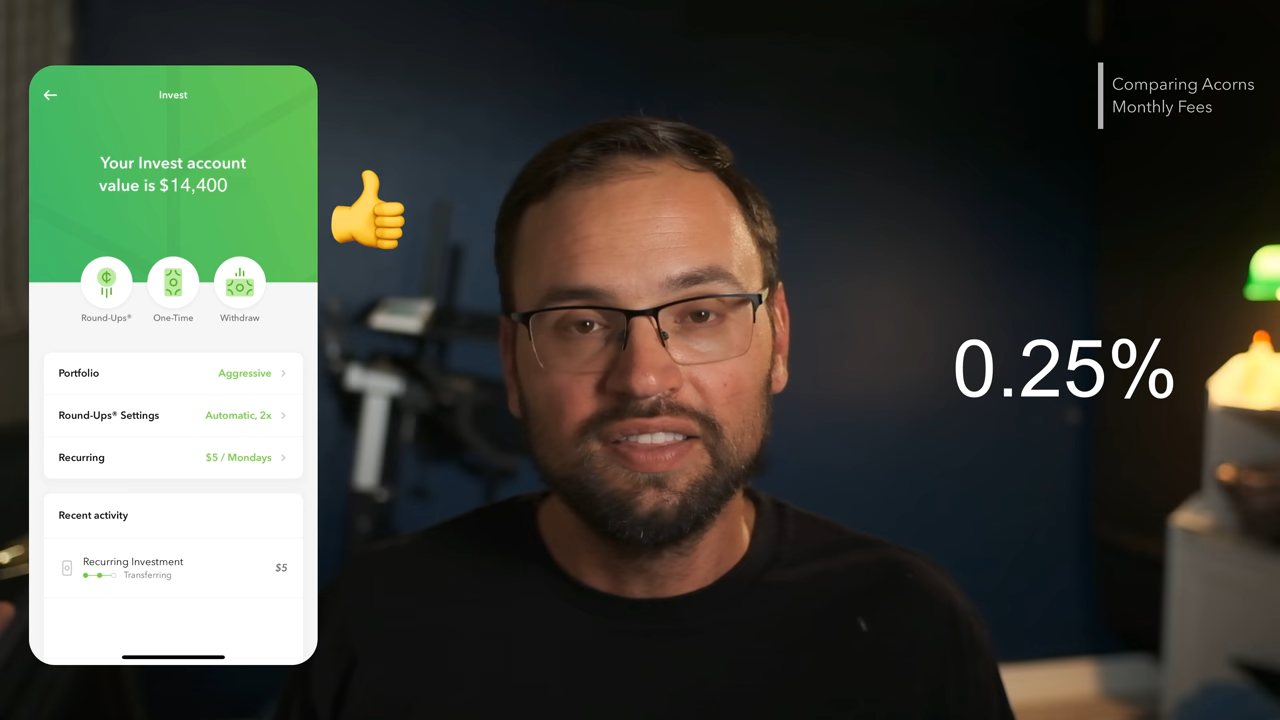 Invest
Your Invest account
value is $14,400
Round-Ups®
One-Time
Withdraw
Portfolio
Aggressive
Round-Ups® Settings
Automatic, 2x
Recurring
$5 / Mondays
Recent activity
Recurring Investment
$5
Transferring
Comparing Acorns
Monthly Fees
0.25%